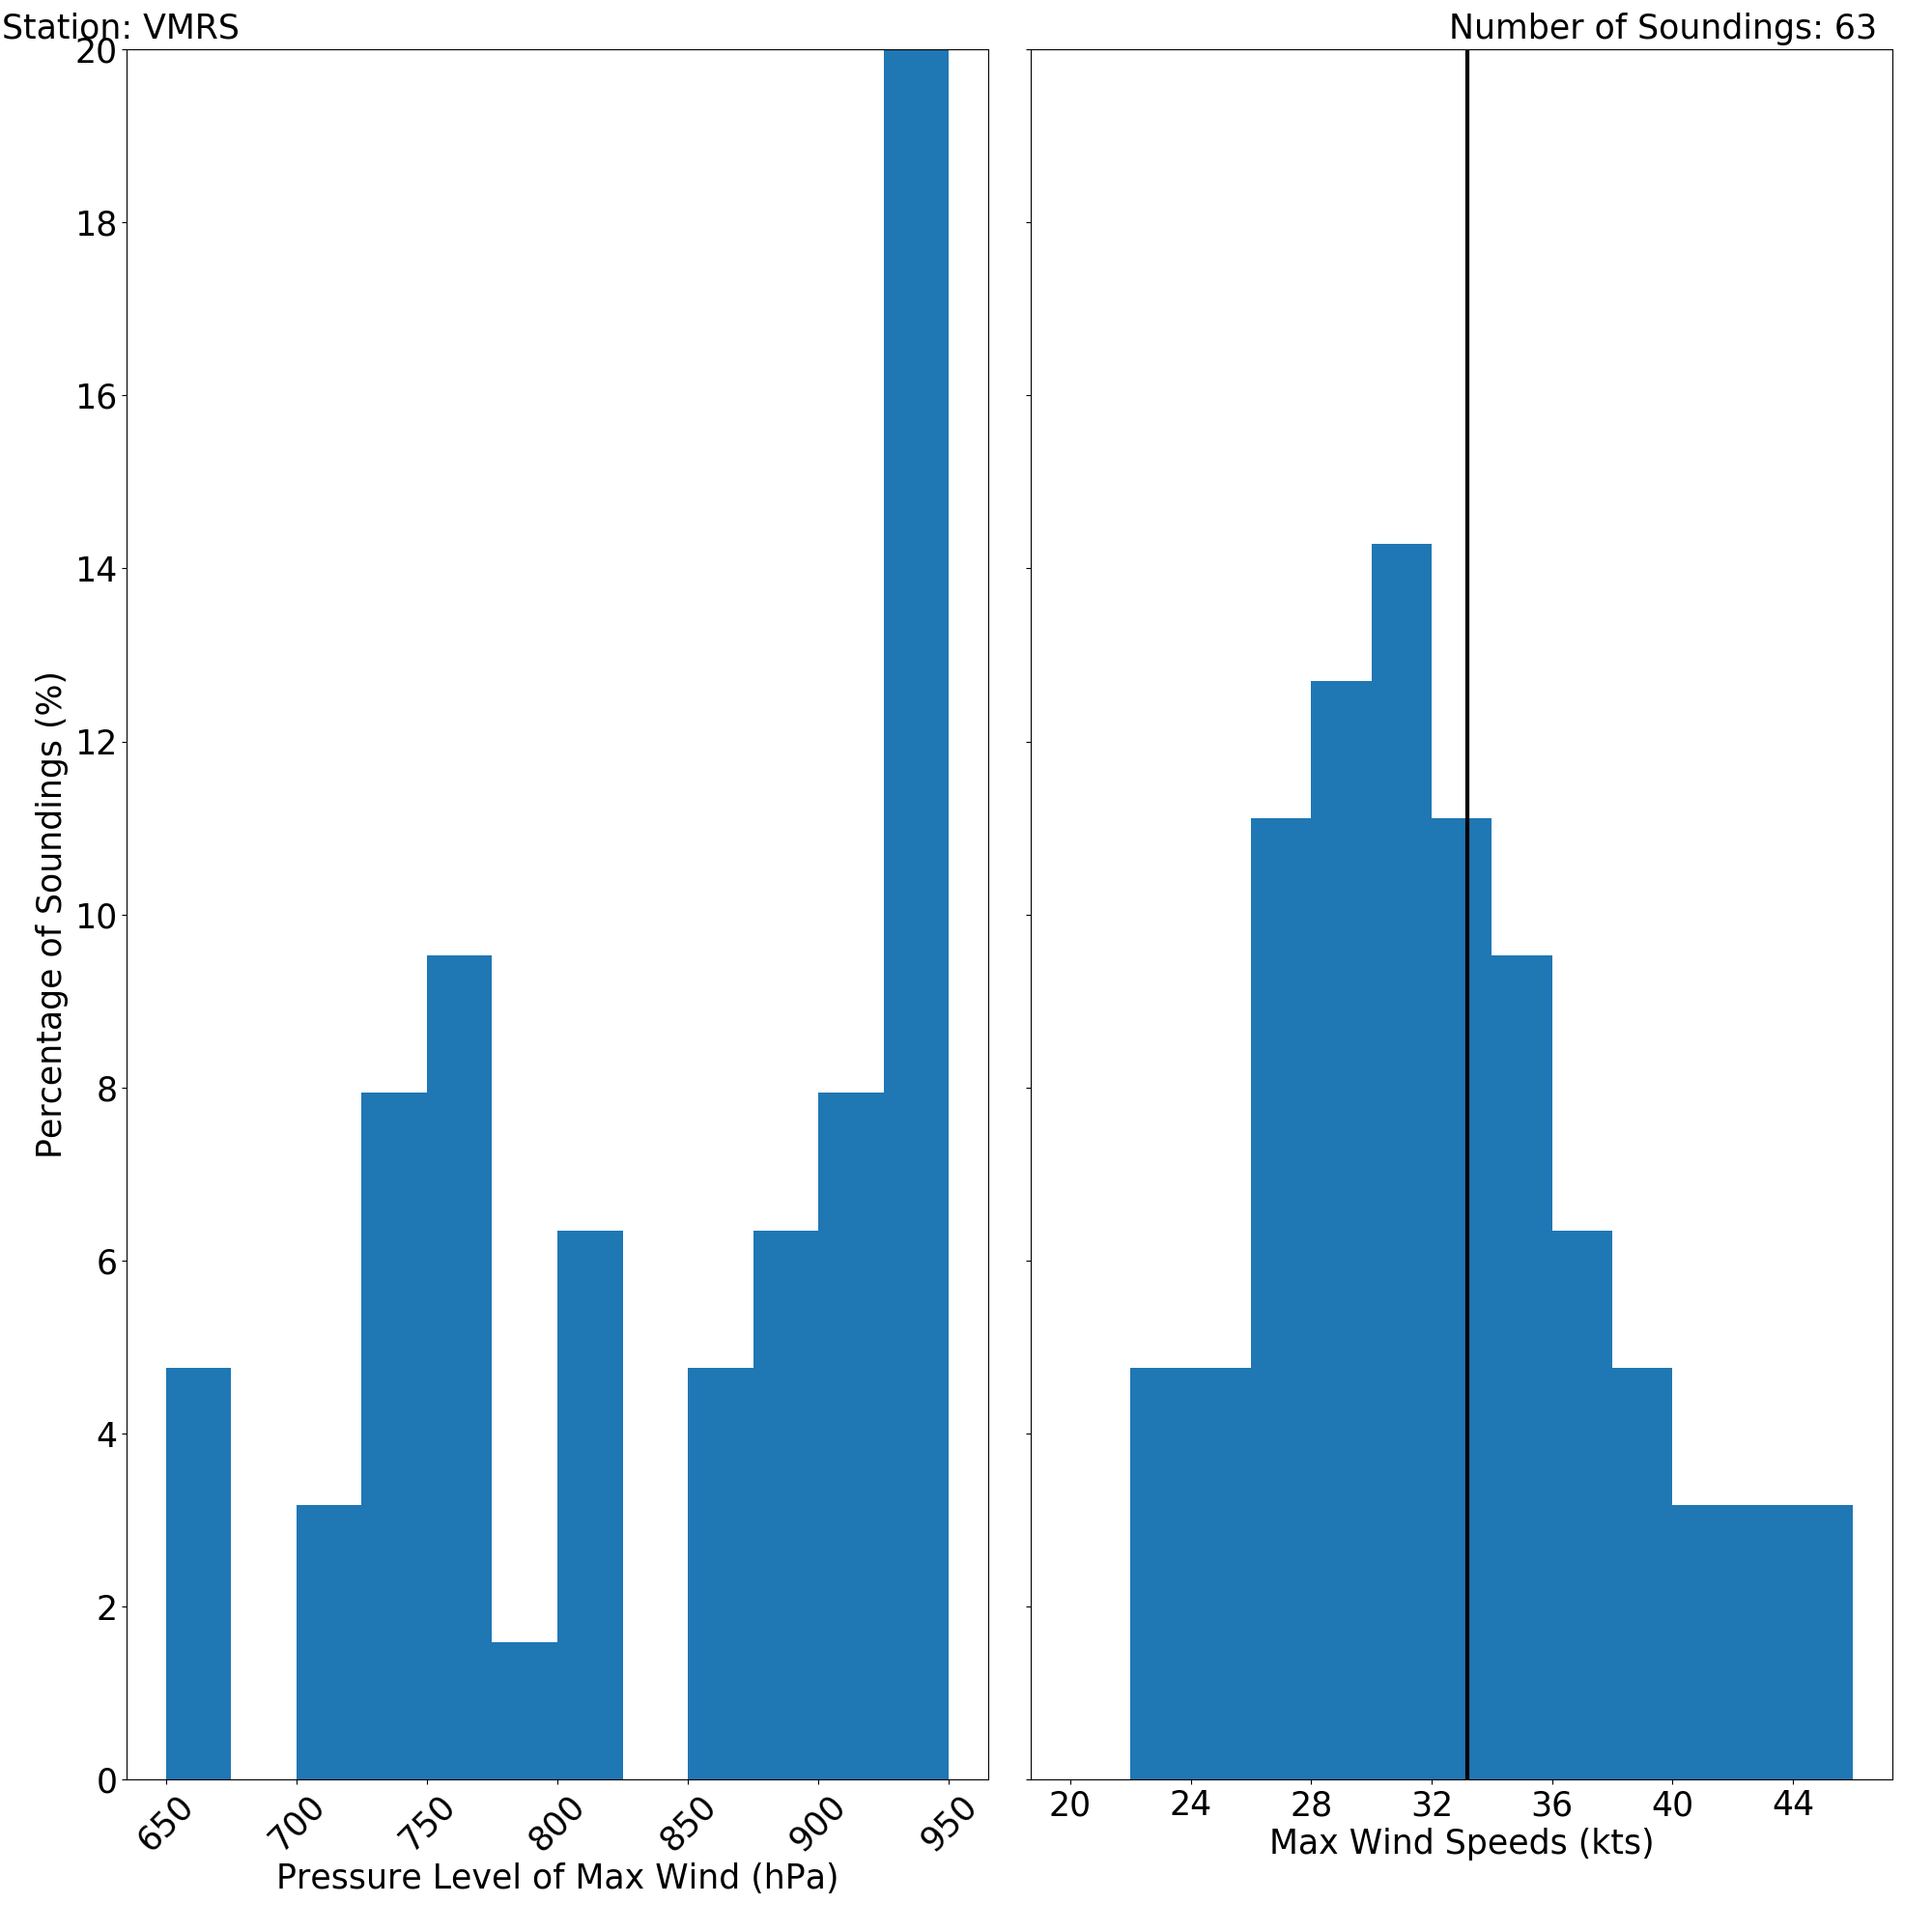 Station: VMRS
Number of Soundings: 63
Percentage of Soundings (%)
20
18
16
14
12
10
8
6
4
2
0
650 700 750 800 850 900 950
Pressure Level of Max Wind (hPa)
20 24 28 32 36 40 44
Max Wind Speeds (kts)